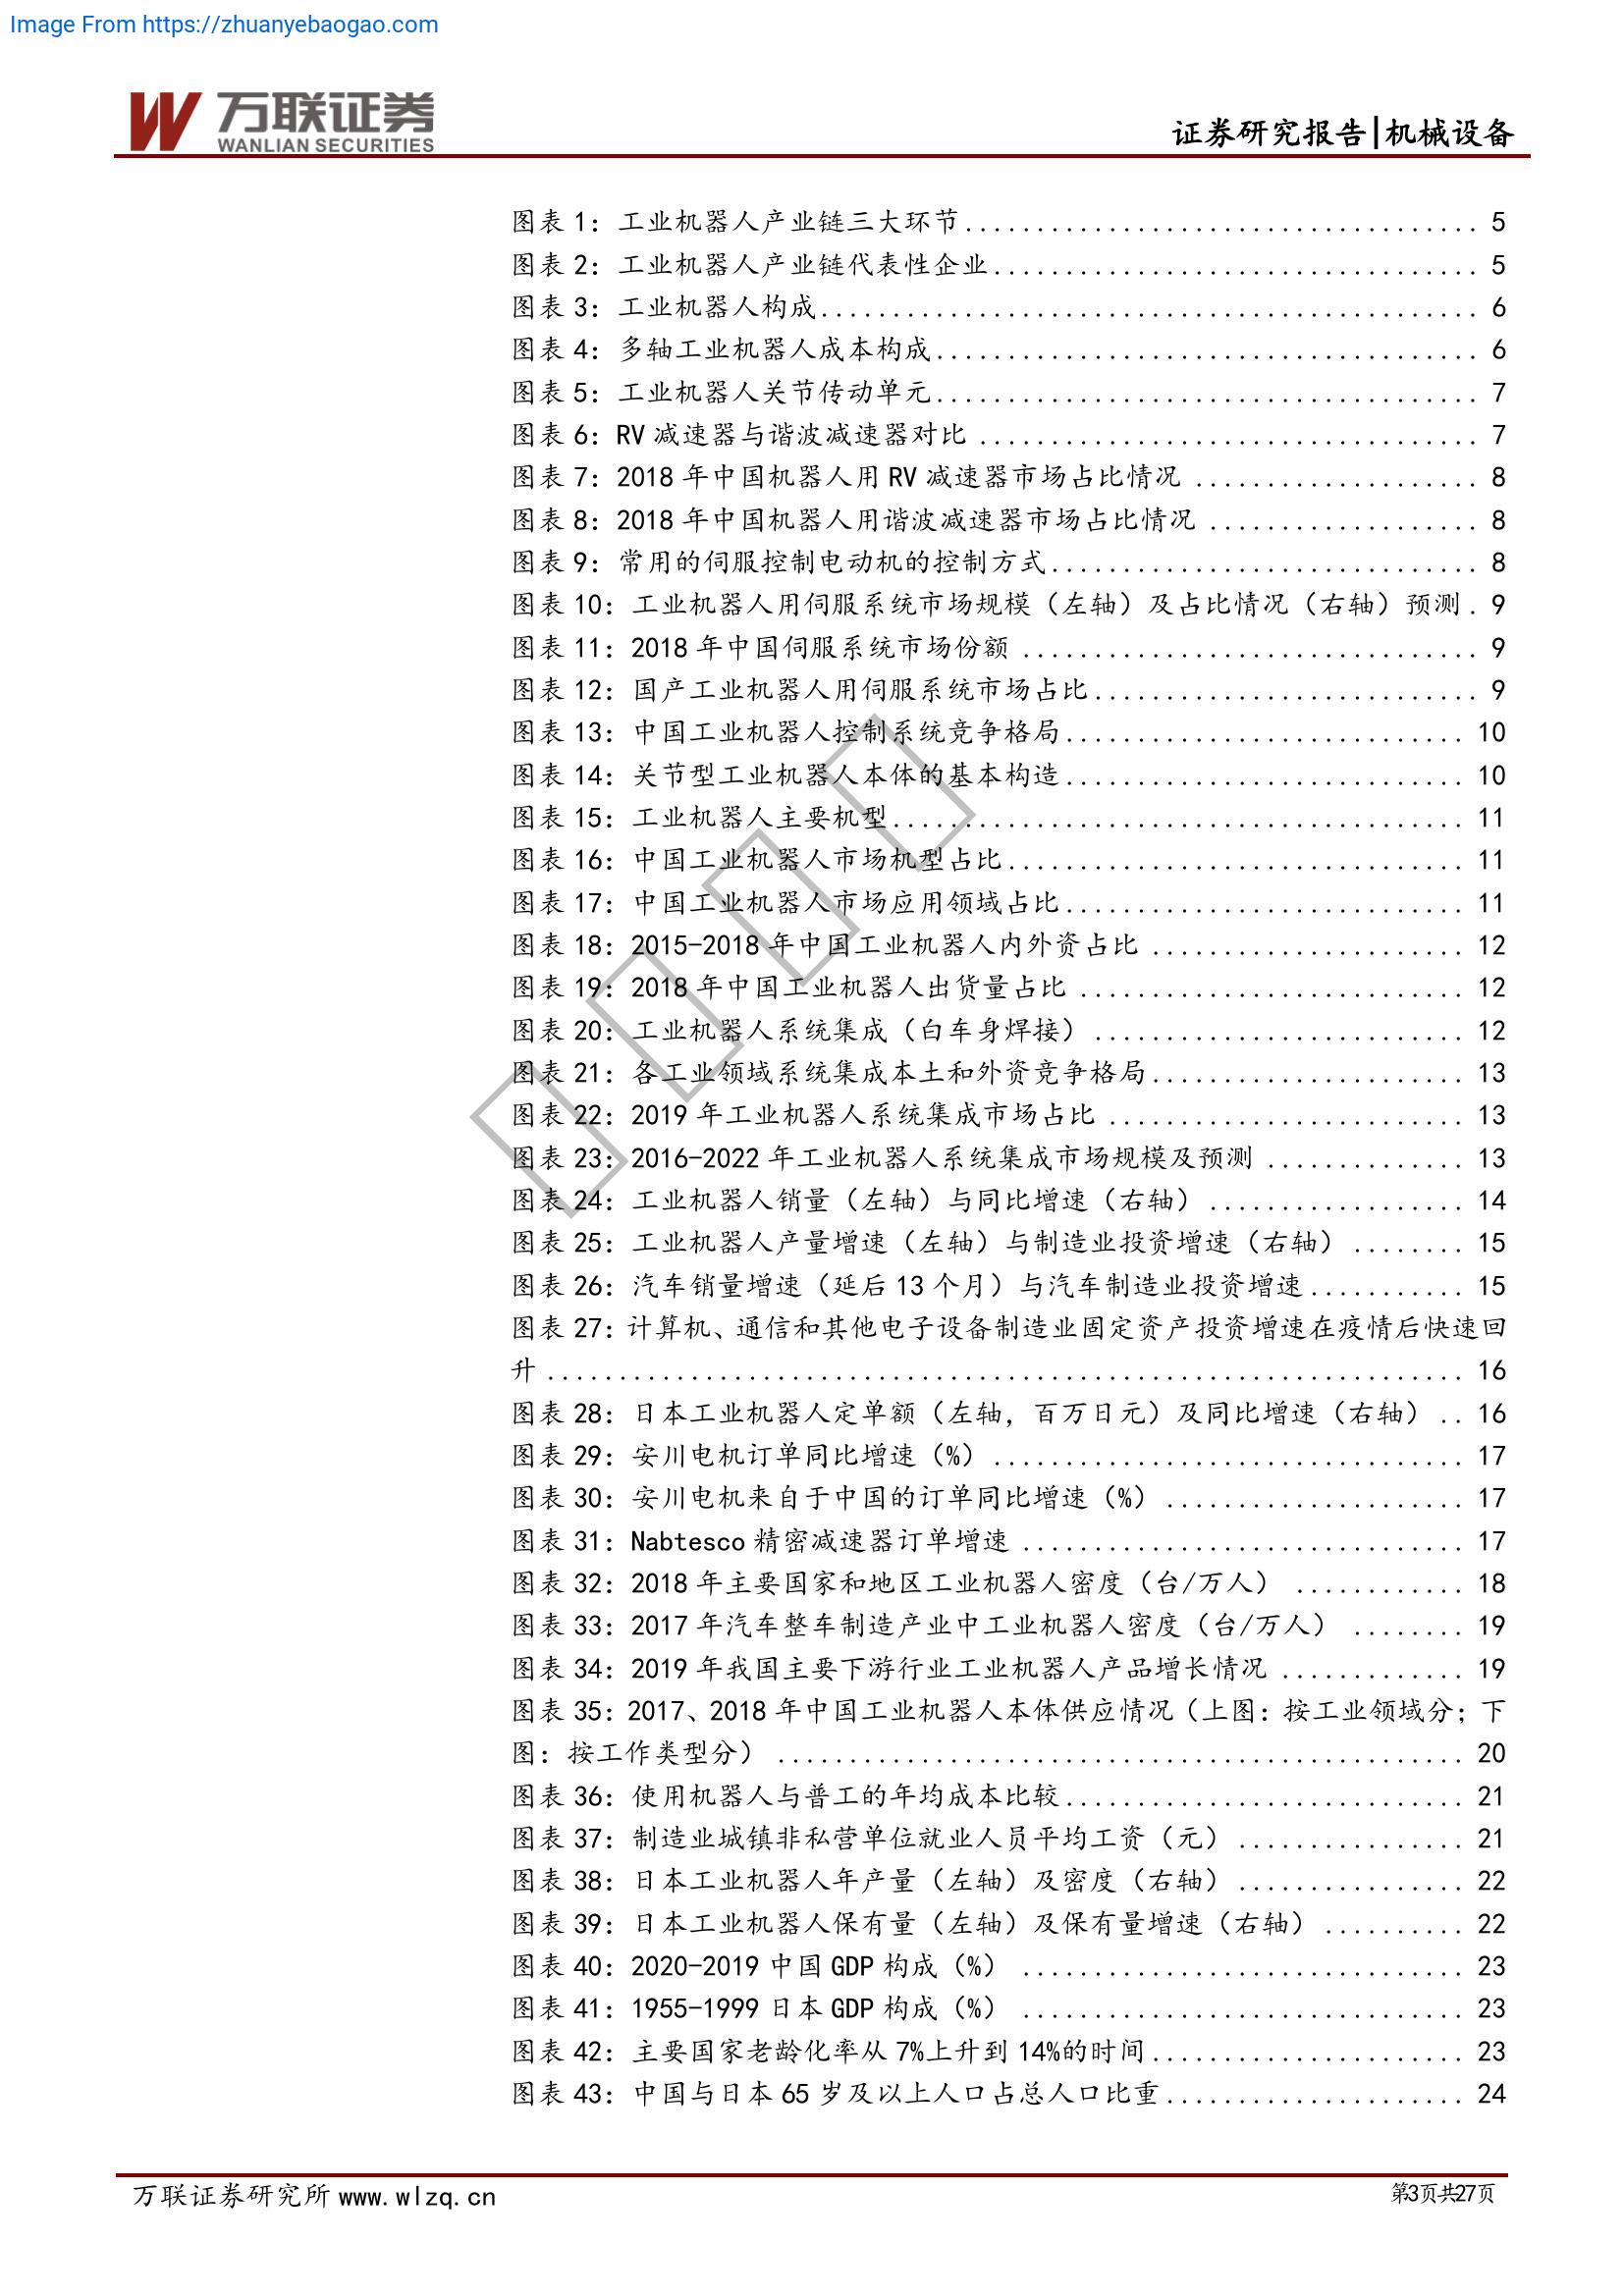 Image From https://zhuanyebaogao.com
万联证券
WANLIAN SECURITIES
证券研究报告|机械设备
图表 1：工业机器人产业链三大环节.................................... 5
图表 2：工业机器人产业链代表性企业.................................. 5
图表 3：工业机器人构成.............................................. 6
图表 4：多轴工业机器人成本构成...................................... 6
图表 5：工业机器人关节传动单元...................................... 7
图表 6：RV 减速器与谐波减速器对比 ................................... 7
图表 7：2018 年中国机器人用 RV 减速器市场占比情况 .................... 8
图表 8：2018 年中国机器人用谐波减速器市场占比情况 ................... 8
图表 9：常用的伺服控制电动机的控制方式.............................. 8
图表 10：工业机器人用伺服系统市场规模（左轴）及占比情况（右轴）预测. 9
图表 11：2018 年中国伺服系统市场份额 ................................ 9
图表 12：国产工业机器人用伺服系统市场占比........................... 9
图表 13：中国工业机器人控制系统竞争格局............................ 10
图表 14：关节型工业机器人本体的基本构造............................ 10
图表 15：工业机器人主要机型........................................ 11
图表 16：中国工业机器人市场机型占比................................ 11
图表 17：中国工业机器人市场应用领域占比............................ 11
图表 18：2015-2018 年中国工业机器人内外资占比 ...................... 12
图表 19：2018 年中国工业机器人出货量占比 ........................... 12
图表 20：工业机器人系统集成（白车身焊接） .......................... 12
图表 21：各工业领域系统集成本土和外资竞争格局...................... 13
图表 22：2019 年工业机器人系统集成市场占比 ......................... 13
图表 23：2016-2022 年工业机器人系统集成市场规模及预测 .............. 13
图表 24：工业机器人销量（左轴）与同比增速（右轴） .................. 14
图表 25：工业机器人产量增速（左轴）与制造业投资增速（右轴） ........ 15
图表 26：汽车销量增速（延后 13 个月）与汽车制造业投资增速........... 15
图表 27：计算机、通信和其他电子设备制造业固定资产投资增速在疫情后快速回
升 ................................................................ 16
图表 28：日本工业机器人定单额（左轴，百万日元）及同比增速（右轴） .. 16
图表 29：安川电机订单同比增速（%） ................................. 17
图表 30：安川电机来自于中国的订单同比增速（%） ..................... 17
图表 31：Nabtesco 精密减速器订单增速 ............................... 17
图表 32：2018 年主要国家和地区工业机器人密度（台/万人） ............ 18
图表 33：2017 年汽车整车制造产业中工业机器人密度（台/万人） ........ 19
图表 34：2019 年我国主要下游行业工业机器人产品增长情况 ............. 19
图表 35：2017、2018 年中国工业机器人本体供应情况（上图：按工业领域分；下
图：按工作类型分） ................................................ 20
图表 36：使用机器人与普工的年均成本比较............................ 21
图表 37：制造业城镇非私营单位就业人员平均工资（元） ................ 21
图表 38：日本工业机器人年产量（左轴）及密度（右轴） ................ 22
图表 39：日本工业机器人保有量（左轴）及保有量增速（右轴） .......... 22
图表 40：2020-2019 中国 GDP 构成（%） ............................... 23
图表 41：1955-1999 日本 GDP 构成（%） ............................... 23
图表 42：主要国家老龄化率从 7%上升到 14%的时间...................... 23
图表 43：中国与日本 65 岁及以上人口占总人口比重..................... 24
万联证券研究所 www.wlzq.cn
第3页共27页